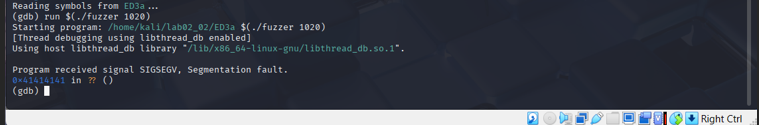 Reading symbols from ED3a...
(gdb) run $(./fuzzer 1020)
Starting program: /home/kali/lab02_02/ED3a $(./fuzzer 1020)
[Thread debugging using libthread_db enabled]
Using host libthread_db library "/lib/x86_64-linux-gnu/libthread_db.so.1".
Program received signal SIGSEGV, Segmentation fault.
0x41414141 in ?? ()
(gdb)
Right Ctrl